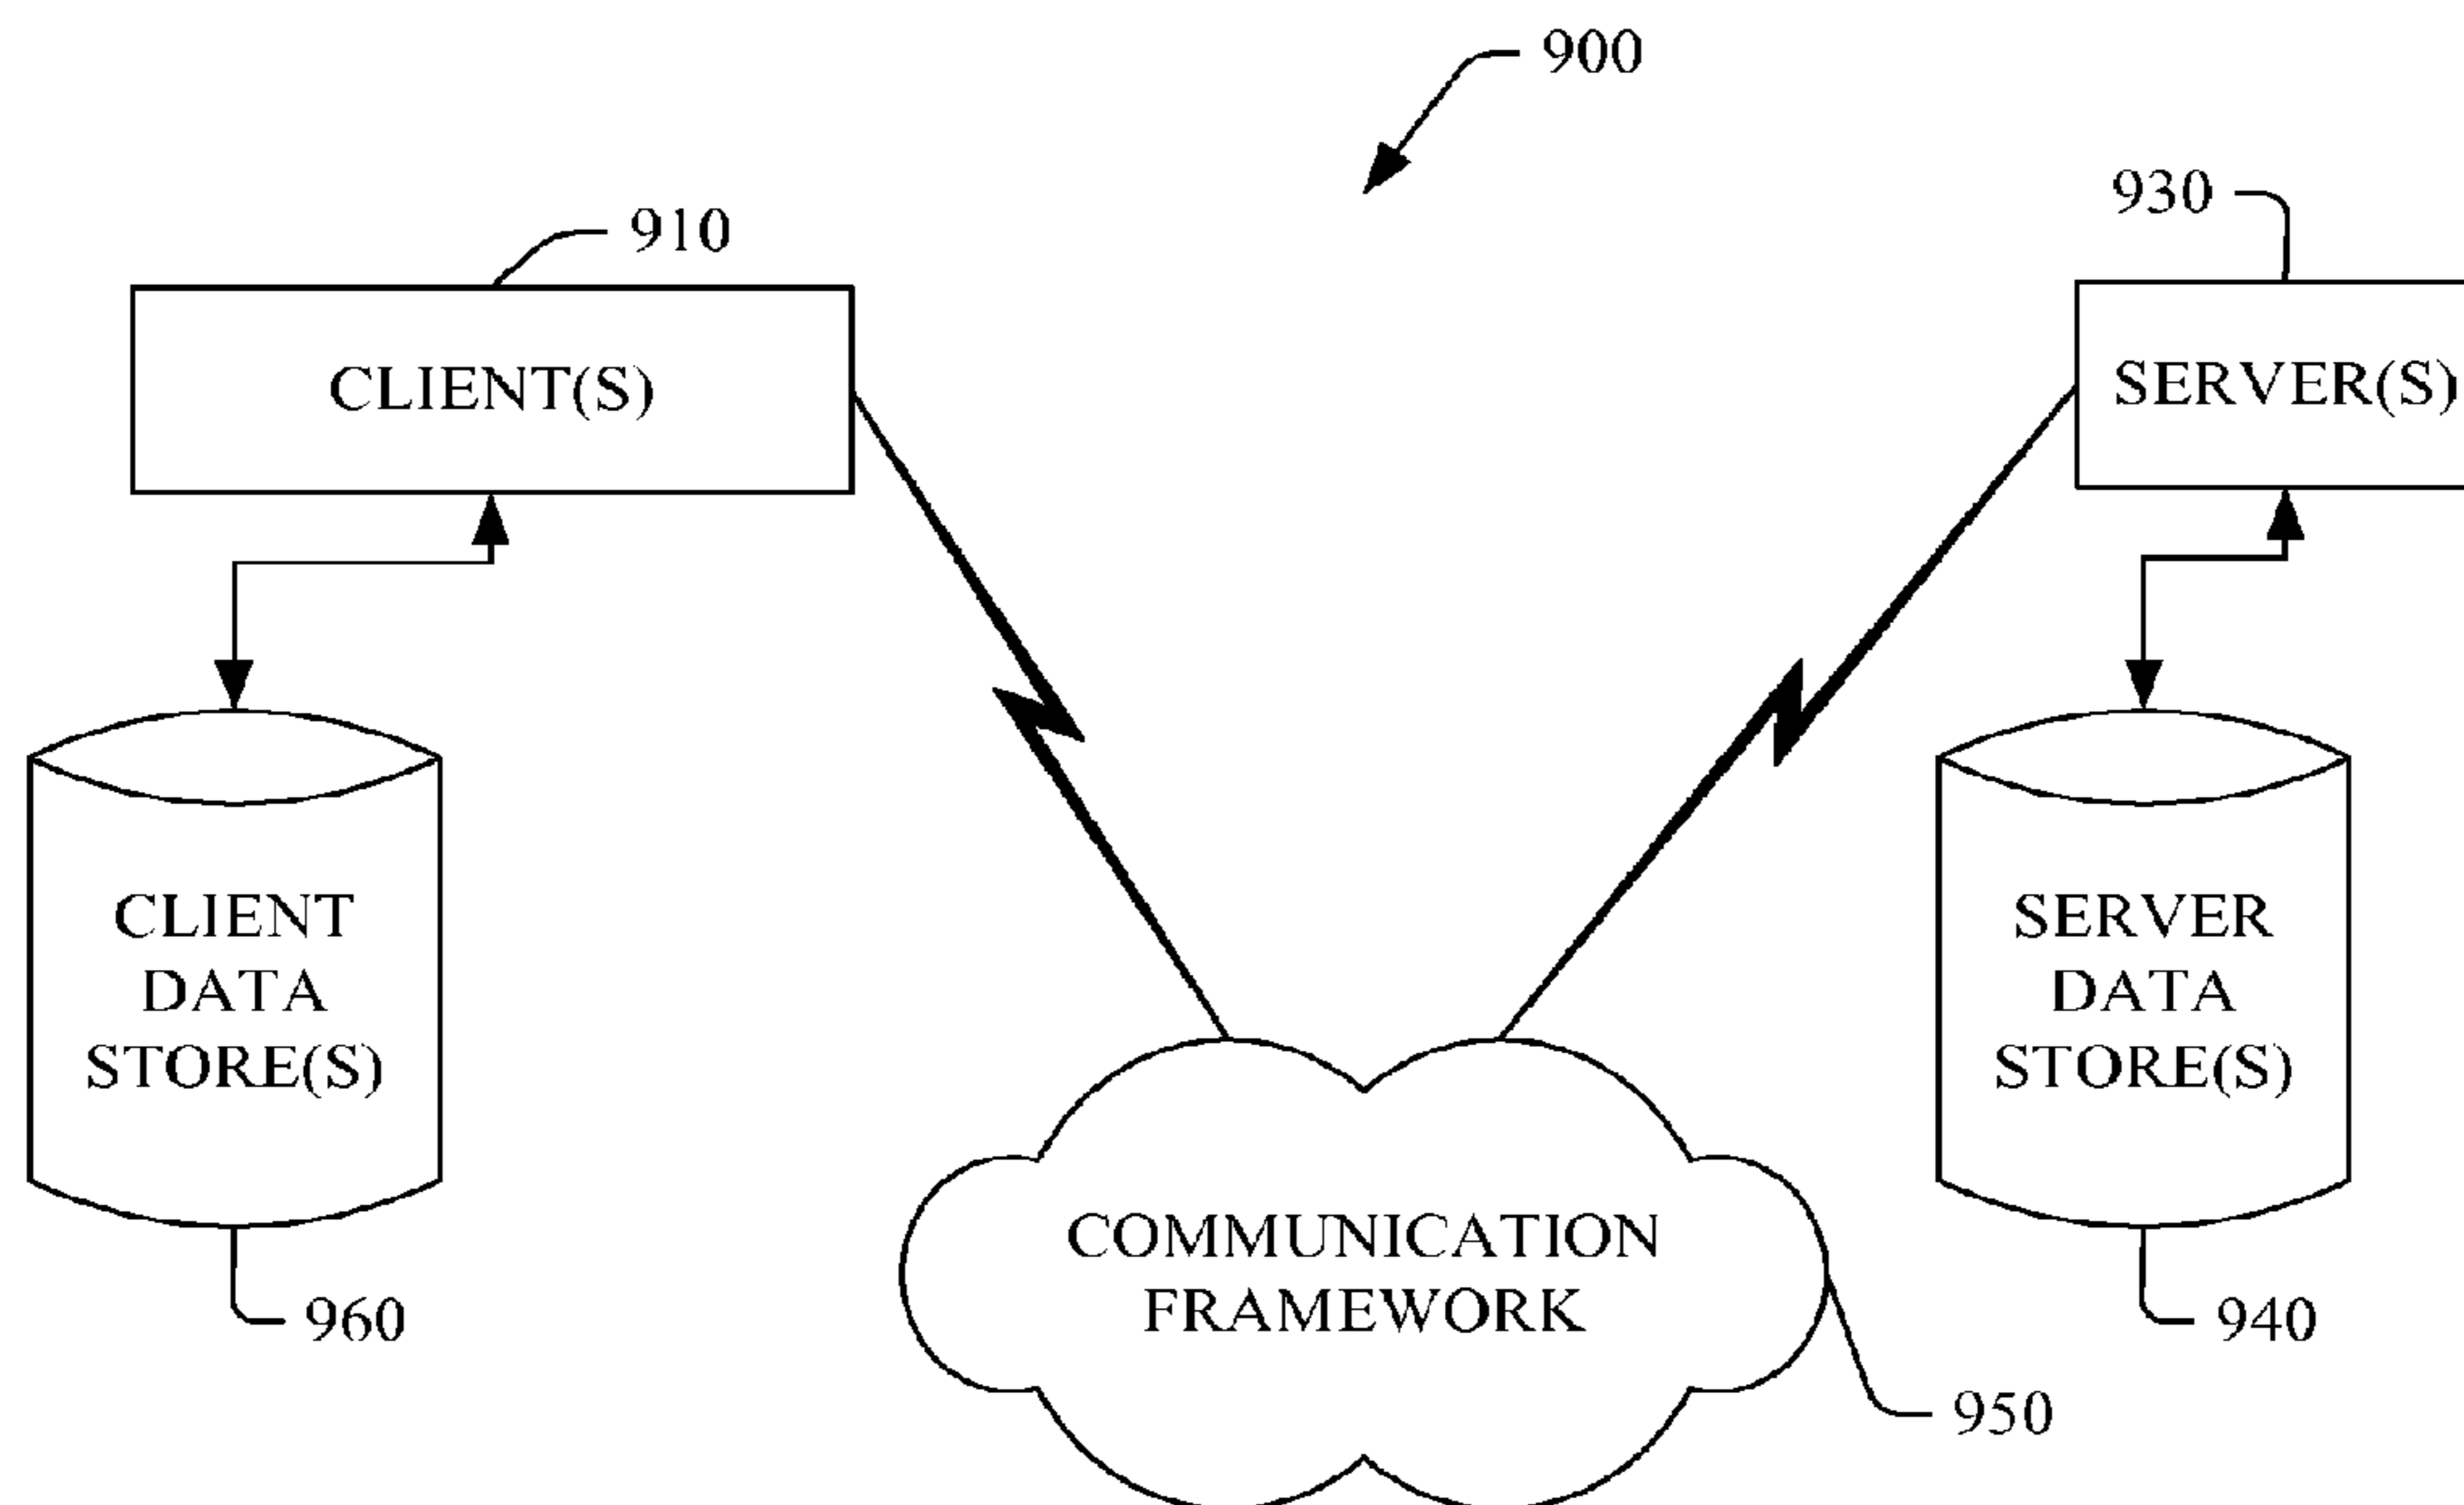 900
930
910
CLIENT(S)
SERVER(S)
CLIENT
DATA
STORE(S)
SERVER
DATA
STORE(S)
COMMUNICATION
FRAMEWORK
960
940
950